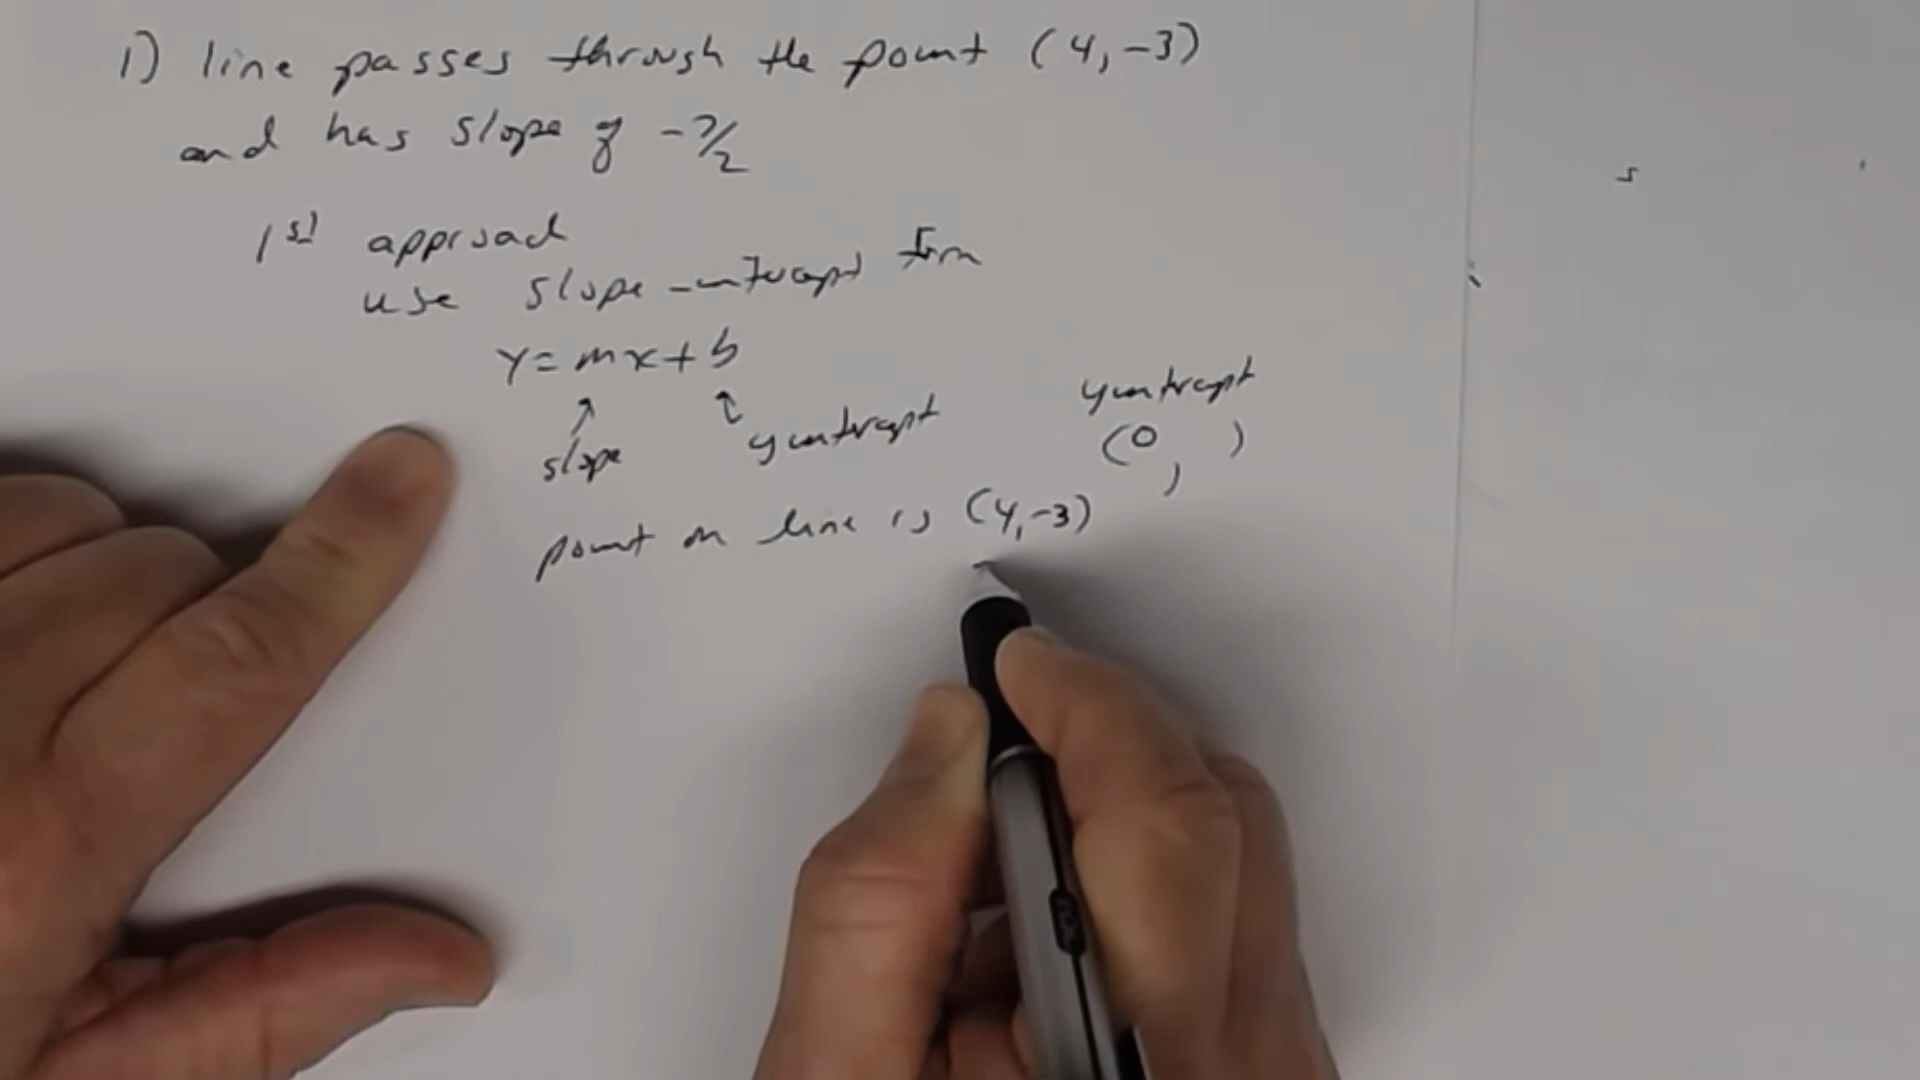 1) line passes through the point (4,-3)
and has slope of -7/2
1st approach
use slope-intercept form
y=mx+b
slope
y intercept
y intercept
(0, )
point on line is (4,-3)